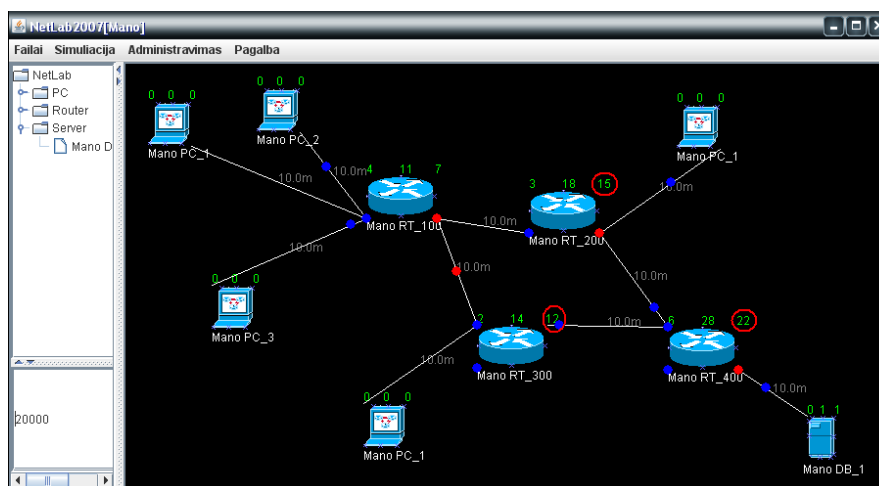 NetLab2007[Mano]
Failai Simuliacija Administravimas Pagalba
NetLab
PC
Router
Server
Mano D
20000
0 0 0
Mano PC_1
0 0 0
Mano PC_2
0 0 0
Mano PC_1
10.0m
10.0m
10.0m
4 11 7
Mano RT_100
10.0m
3 18 15
Mano RT_200
10.0m
10.0m
0 0 0
Mano PC_3
10.0m
10.0m
2 14 12
Mano RT_300
10.0m
6 28 22
Mano RT_400
10.0m
10.0m
0 0 0
Mano PC_1
0 1 1
Mano DB_1